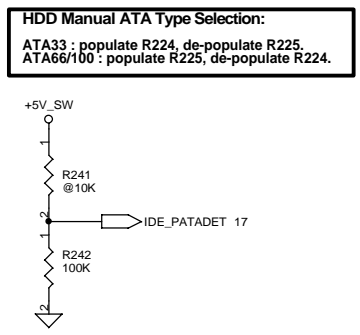 HDD Manual ATA Type Selection:
ATA33 : populate R224, de-populate R225.
ATA66/100 : populate R225, de-populate R224.
+5V_SW
1
R241
@10K
2
IDE_PATADET 17
1
R242
100K
2